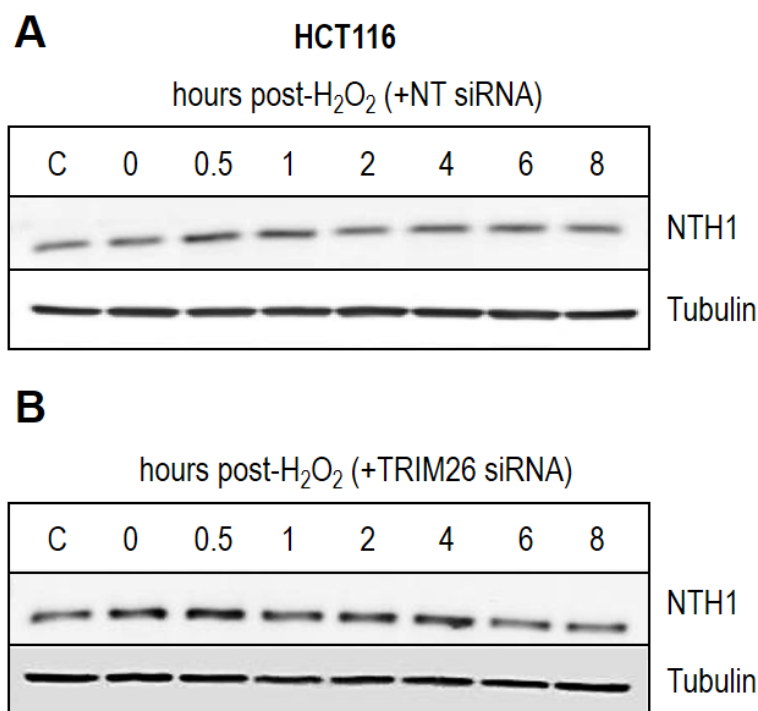 A
HCT116
hours post-H₂O₂ (+NT siRNA)
C 0 0.5 1 2 4 6 8
NTH1
Tubulin
B
hours post-H₂O₂ (+TRIM26 siRNA)
C 0 0.5 1 2 4 6 8
NTH1
Tubulin